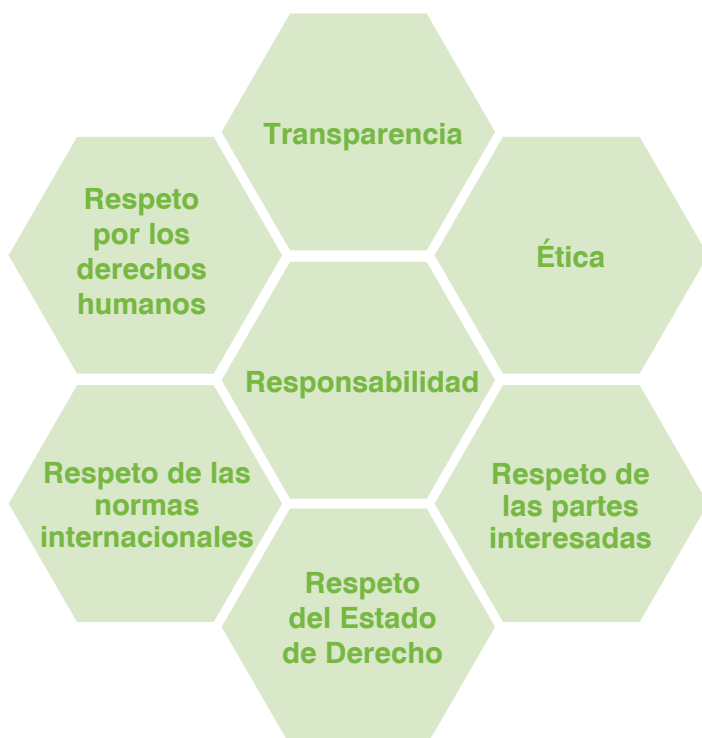 Transparencia
Respeto
por los
derechos
humanos
Ética
Responsabilidad
Respeto de las
normas
internacionales
Respeto de
las partes
interesadas
Respeto
del Estado
de Derecho